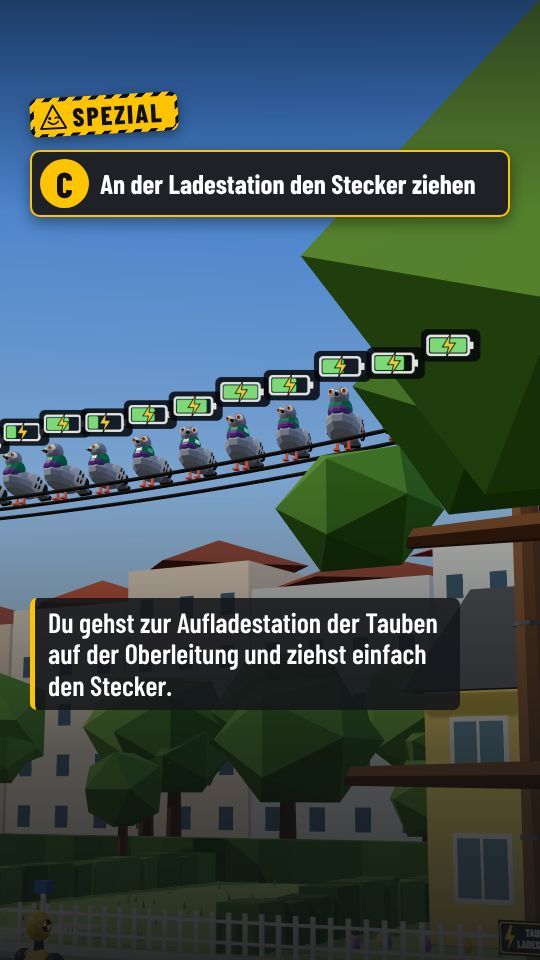 SPEZIAL
C An der Ladestation den Stecker ziehen
Du gehst zur Aufladestation der Tauben
auf der Oberleitung und ziehst einfach
den Stecker.